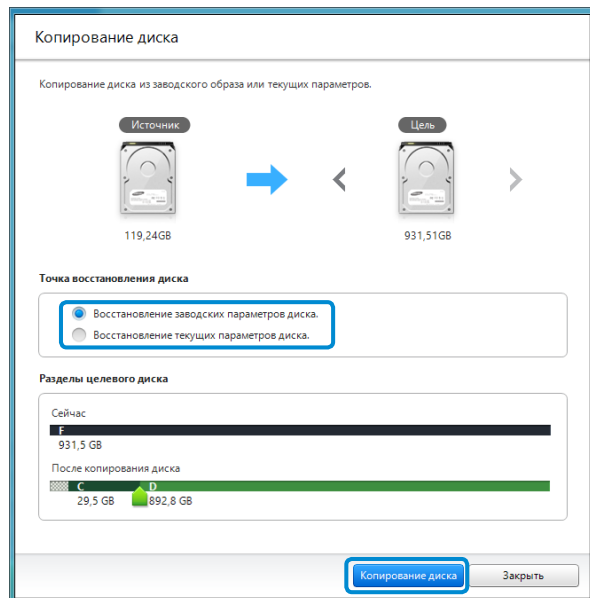 Копирование диска
Копирование диска из заводского образа или текущих параметров.
Источник
Цель
119,24GB
931,51GB
Точка восстановления диска
Восстановление заводских параметров диска.
Восстановление текущих параметров диска.
Разделы целевого диска
Сейчас
F
931,5 GB
После копирования диска
C D
29,5 GB 892,8 GB
Копирование диска Закрыть